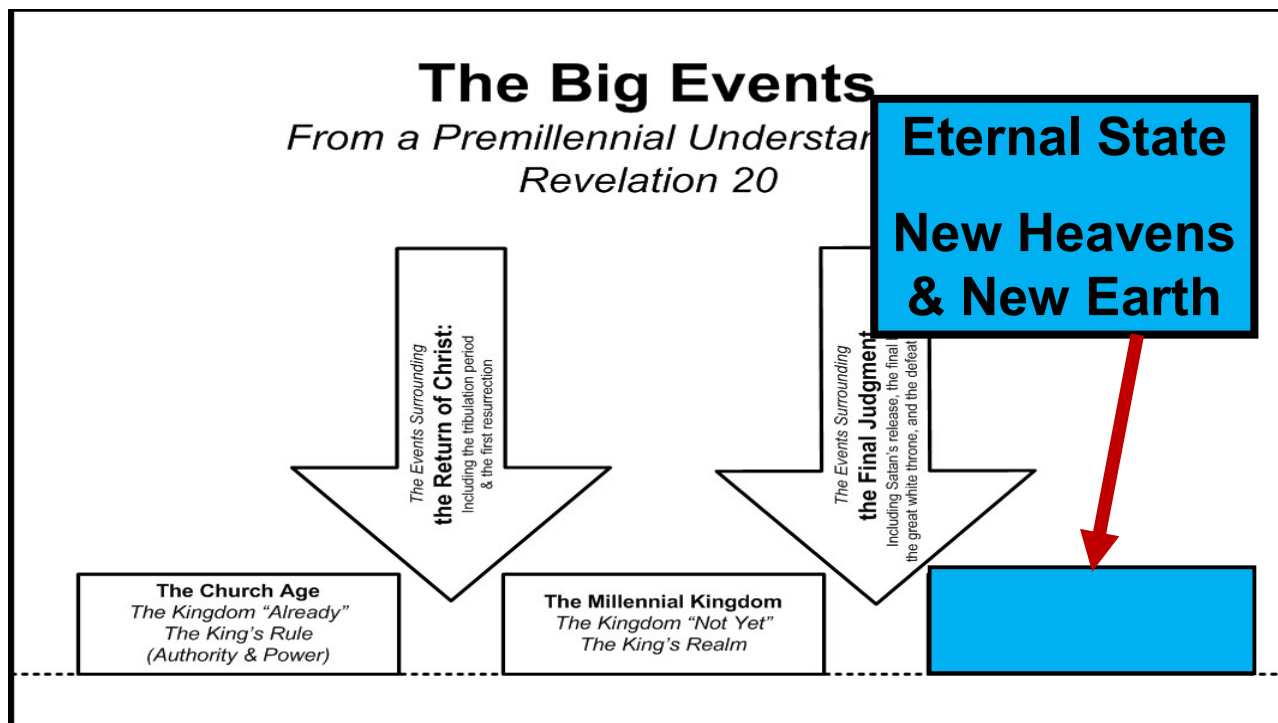 The Big Events
From a Premillennial Understan
Revelation 20
Eternal State
New Heavens
& New Earth
The Events Surrounding
the Return of Christ:
Including the tribulation period
& the first resurrection
The Events Surrounding
the Final Judgment
Including Satan's release, the final
the great white throne, and the defeat
The Church Age
The Kingdom “Already”
The King’s Rule
(Authority & Power)
The Millennial Kingdom
The Kingdom “Not Yet”
The King’s Realm